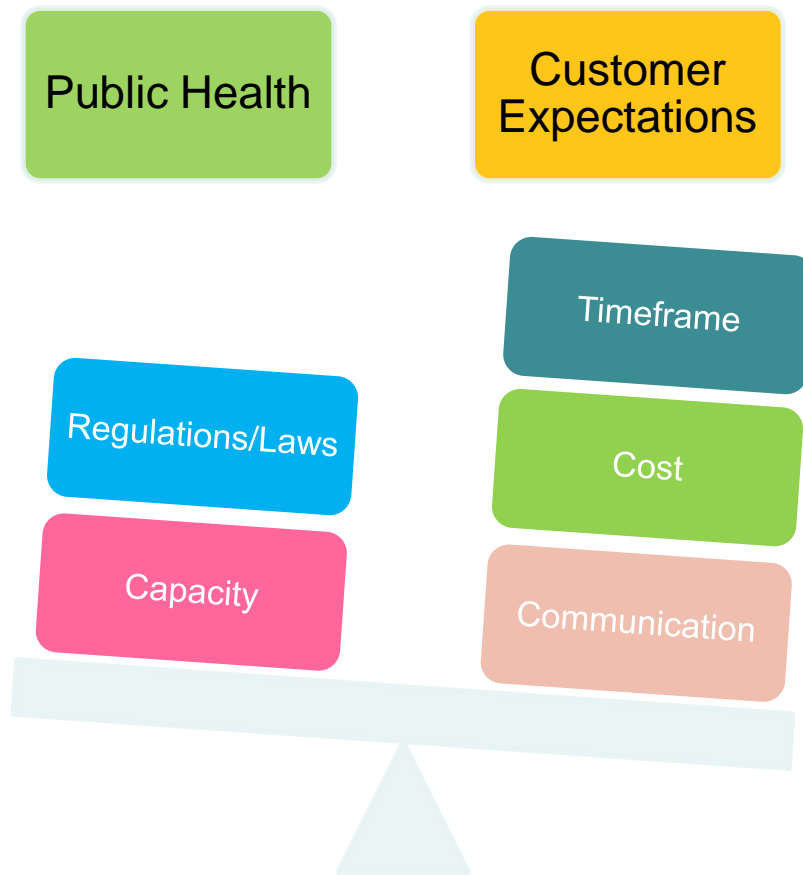 Public Health
Customer
Expectations
Timeframe
Regulations/Laws
Cost
Capacity
Communication